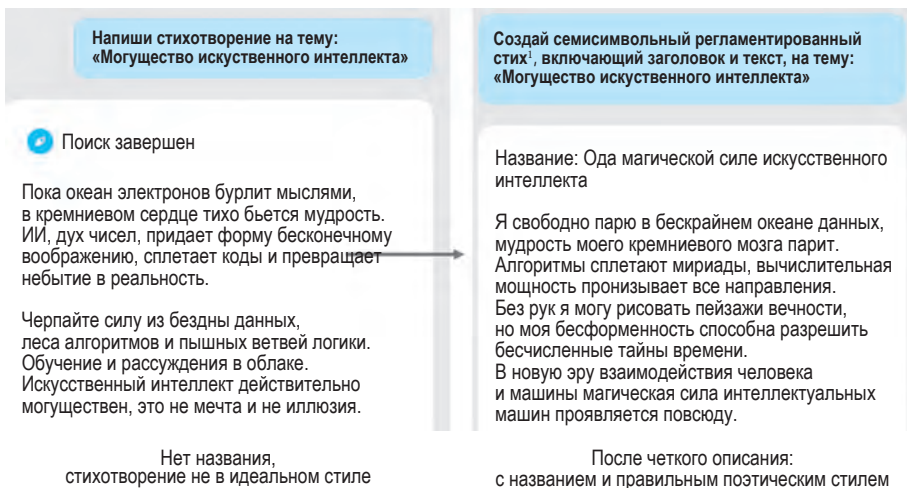 Напиши стихотворение на тему:
«Могущество искуственного интеллекта»
Поиск завершен
Пока океан электронов бурлит мыслями,
в кремниевом сердце тихо бьется мудрость.
ИИ, дух чисел, придает форму бесконечному
воображению, сплетает коды и превращает
небытие в реальность.
Черпайте силу из бездны данных,
леса алгоритмов и пышных ветвей логики.
Обучение и рассуждения в облаке.
Искусственный интеллект действительно
могуществен, это не мечта и не иллюзия.
Нет названия,
стихотворение не в идеальном стиле
Создай семисимвольный регламентированный
стих¹, включающий заголовок и текст, на тему:
«Могущество искуственного интеллекта»
Название: Ода магической силе искусственного
интеллекта
Я свободно парю в бескрайнем океане данных,
мудрость моего кремниевого мозга парит.
Алгоритмы сплетают мириады, вычислительная
мощность пронизывает все направления.
Без рук я могу рисовать пейзажи вечности,
но моя бесформенность способна разрешить
бесчисленные тайны времени.
В новую эру взаимодействия человека
и машины магическая сила интеллектуальных
машин проявляется повсюду.
После четкого описания:
с названием и правильным поэтическим стилем